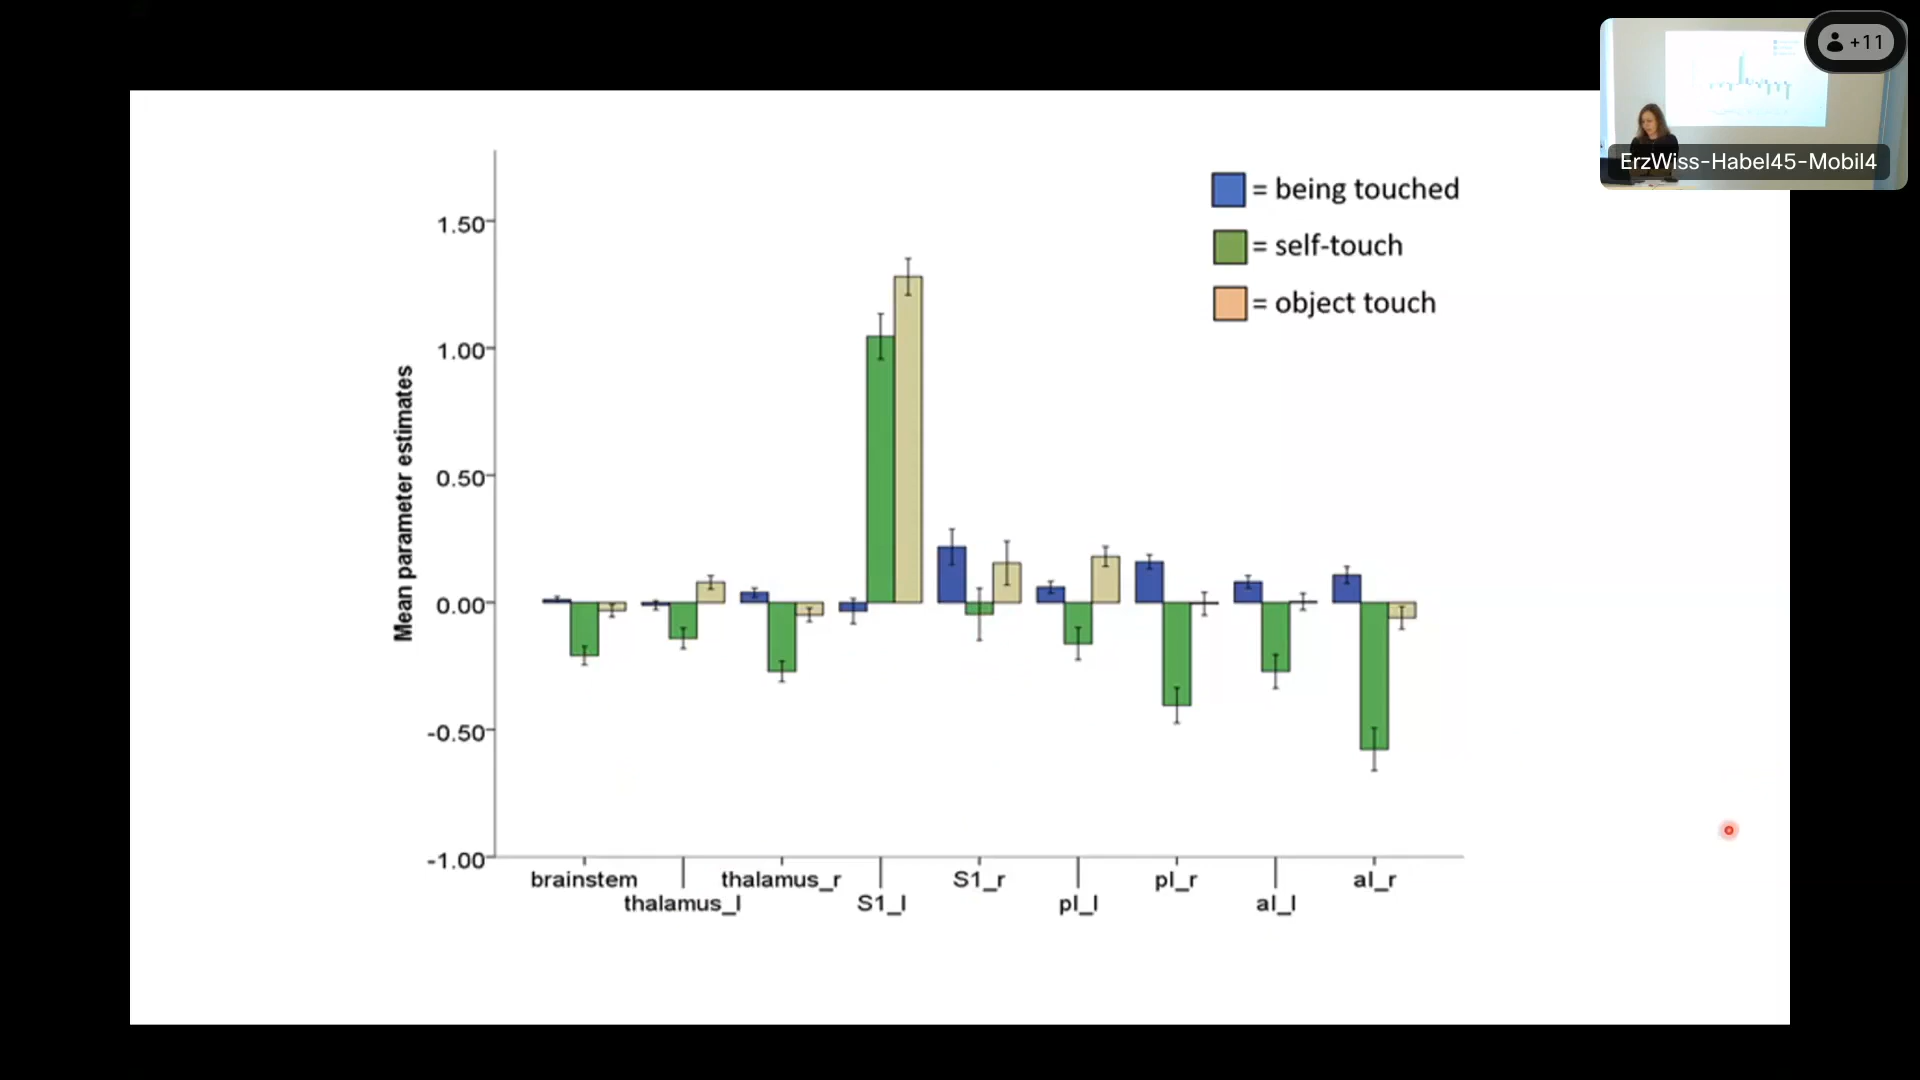 +11
ErzWiss-Habel45-Mobil4
= being touched
= self-touch
= object touch
Mean parameter estimates
1.50
1.00
0.50
0.00
-0.50
-1.00
brainstem
thalamus_l
thalamus_r
S1_l
S1_r
pI_l
pI_r
aI_l
aI_r